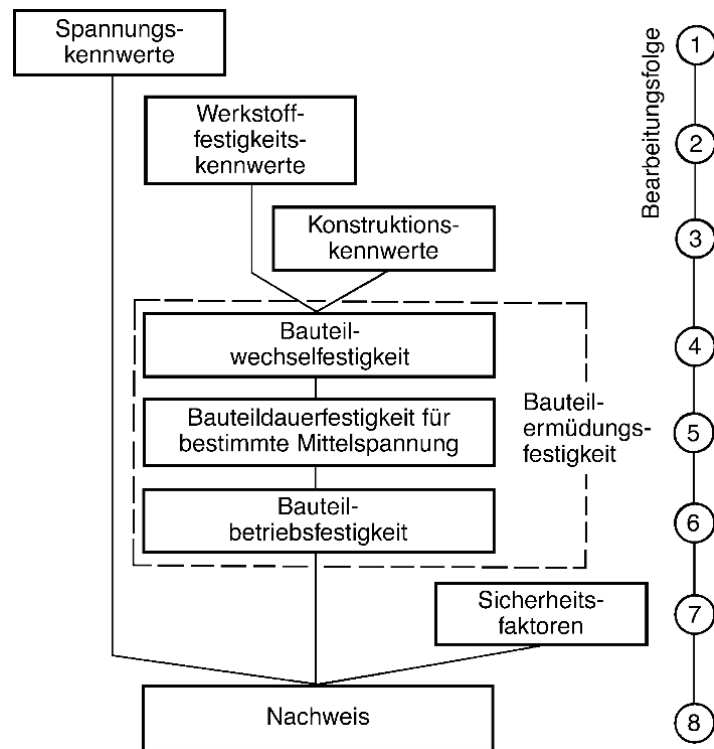 Spannungs-
kennwerte
1
Bearbeitungsfolge
Werkstoff-
festigkeits-
kennwerte
2
Konstruktions-
kennwerte
3
Bauteil-
wechselfestigkeit
4
Bauteildauerfestigkeit für
bestimmte Mittelspannung
Bauteil-
ermüdungs-
festigkeit
5
Bauteil-
betriebsfestigkeit
6
Sicherheits-
faktoren
7
Nachweis
8